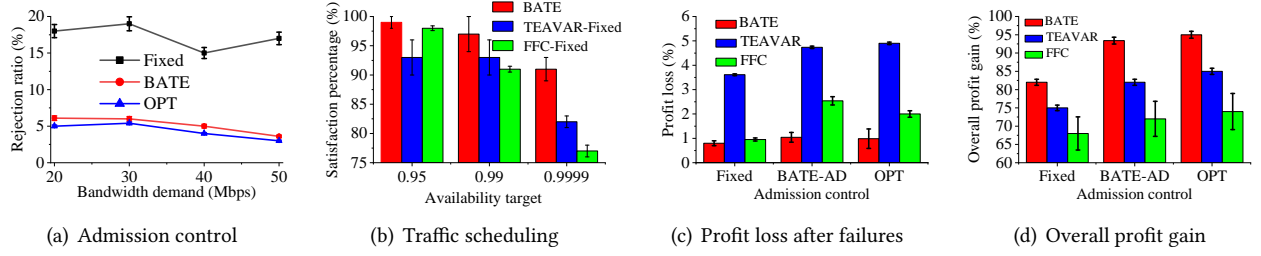 Rejection ratio (%)
20
15
10
5
0
Fixed
BATE
OPT
20 30 40 50
Bandwidth demand (Mbps)
(a) Admission control
Satisfaction percentage (%)
100
95
90
85
80
75
BATE
TEAVAR-Fixed
FFC-Fixed
0.95 0.99 0.9999
Availability target
(b) Traffic scheduling
Profit loss (%)
6
5
4
3
2
1
0
BATE
TEAVAR
FFC
Fixed BATE-AD OPT
Admission control
(c) Profit loss after failures
Overall profit gain (%)
100
95
90
85
80
75
70
65
60
BATE
TEAVAR
FFC
Fixed BATE-AD OPT
Admission control
(d) Overall profit gain